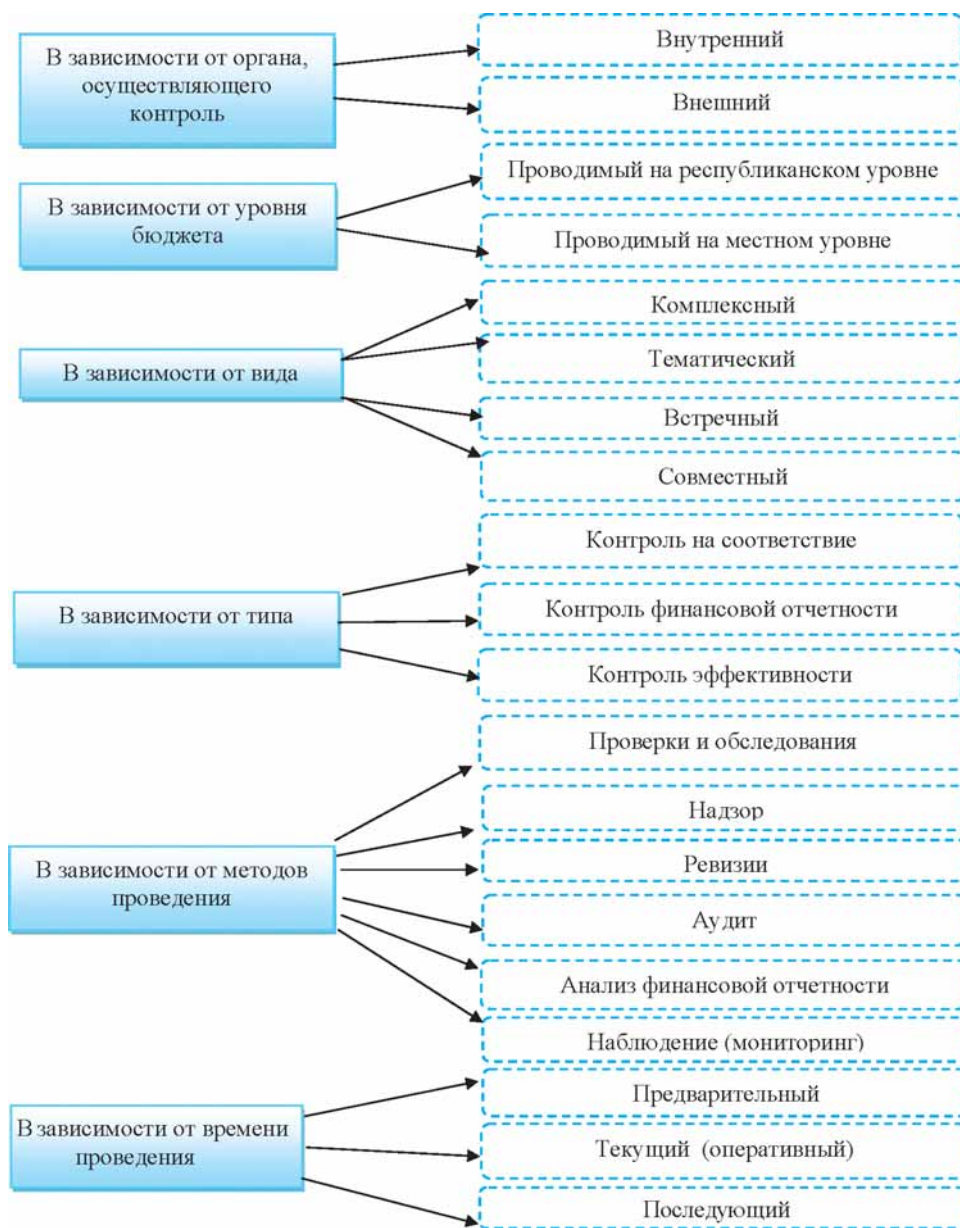 В зависимости от органа,
осуществляющего
контроль
Внутренний
Внешний
В зависимости от уровня
бюджета
Проводимый на республиканском уровне
Проводимый на местном уровне
В зависимости от вида
Комплексный
Тематический
Встречный
Совместный
В зависимости от типа
Контроль на соответствие
Контроль финансовой отчетности
Контроль эффективности
В зависимости от методов
проведения
Проверки и обследования
Надзор
Ревизии
Аудит
Анализ финансовой отчетности
Наблюдение (мониторинг)
В зависимости от времени
проведения
Предварительный
Текущий (оперативный)
Последующий